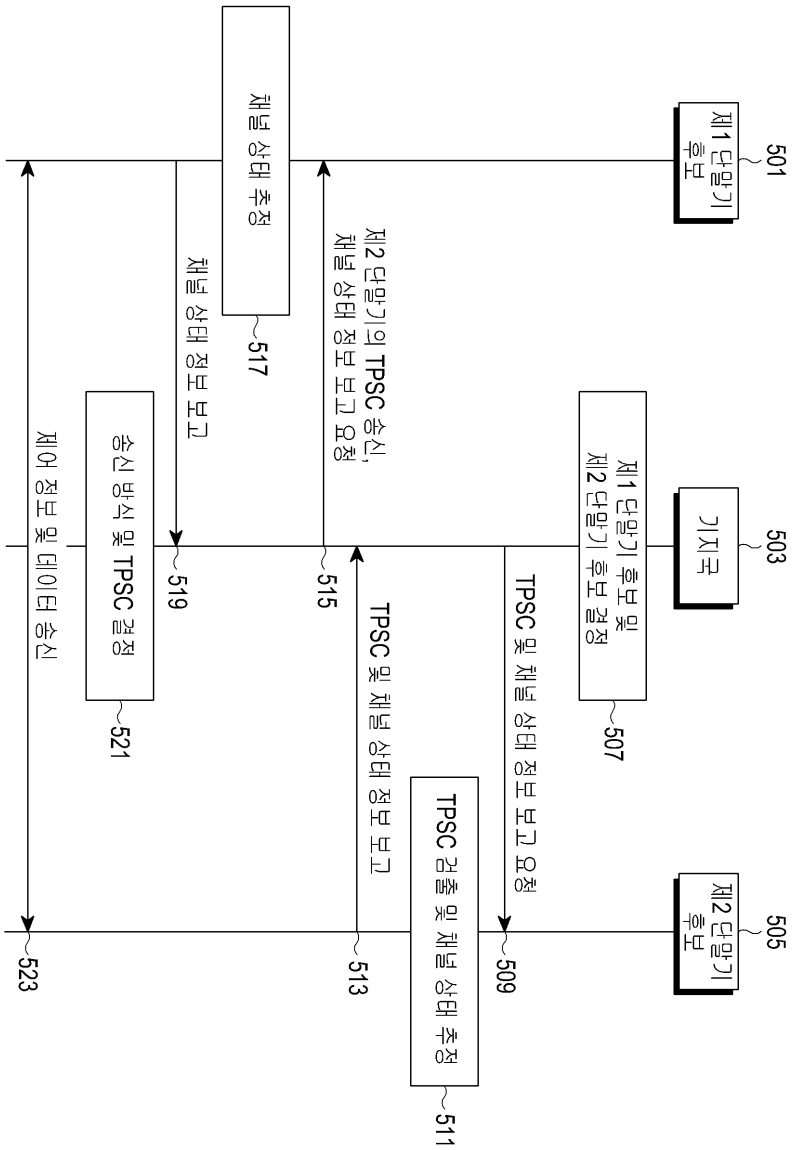 501
제1 단말기
후보
503
기지국
505
제2 단말기
후보
제1 단말기 후보 및
제2 단말기 후보 결정
507
TPSC 및 채널 상태 정보 보고 요청
509
TPSC 검출 및 채널 상태 추정
511
TPSC 및 채널 상태 정보 보고
513
제2 단말기의 TPSC 송신,
채널 상태 정보 보고 요청
515
채널 상태 추정
517
채널 상태 정보 보고
519
송신 방식 및 TPSC 결정
521
제어 정보 및 데이터 송신
523